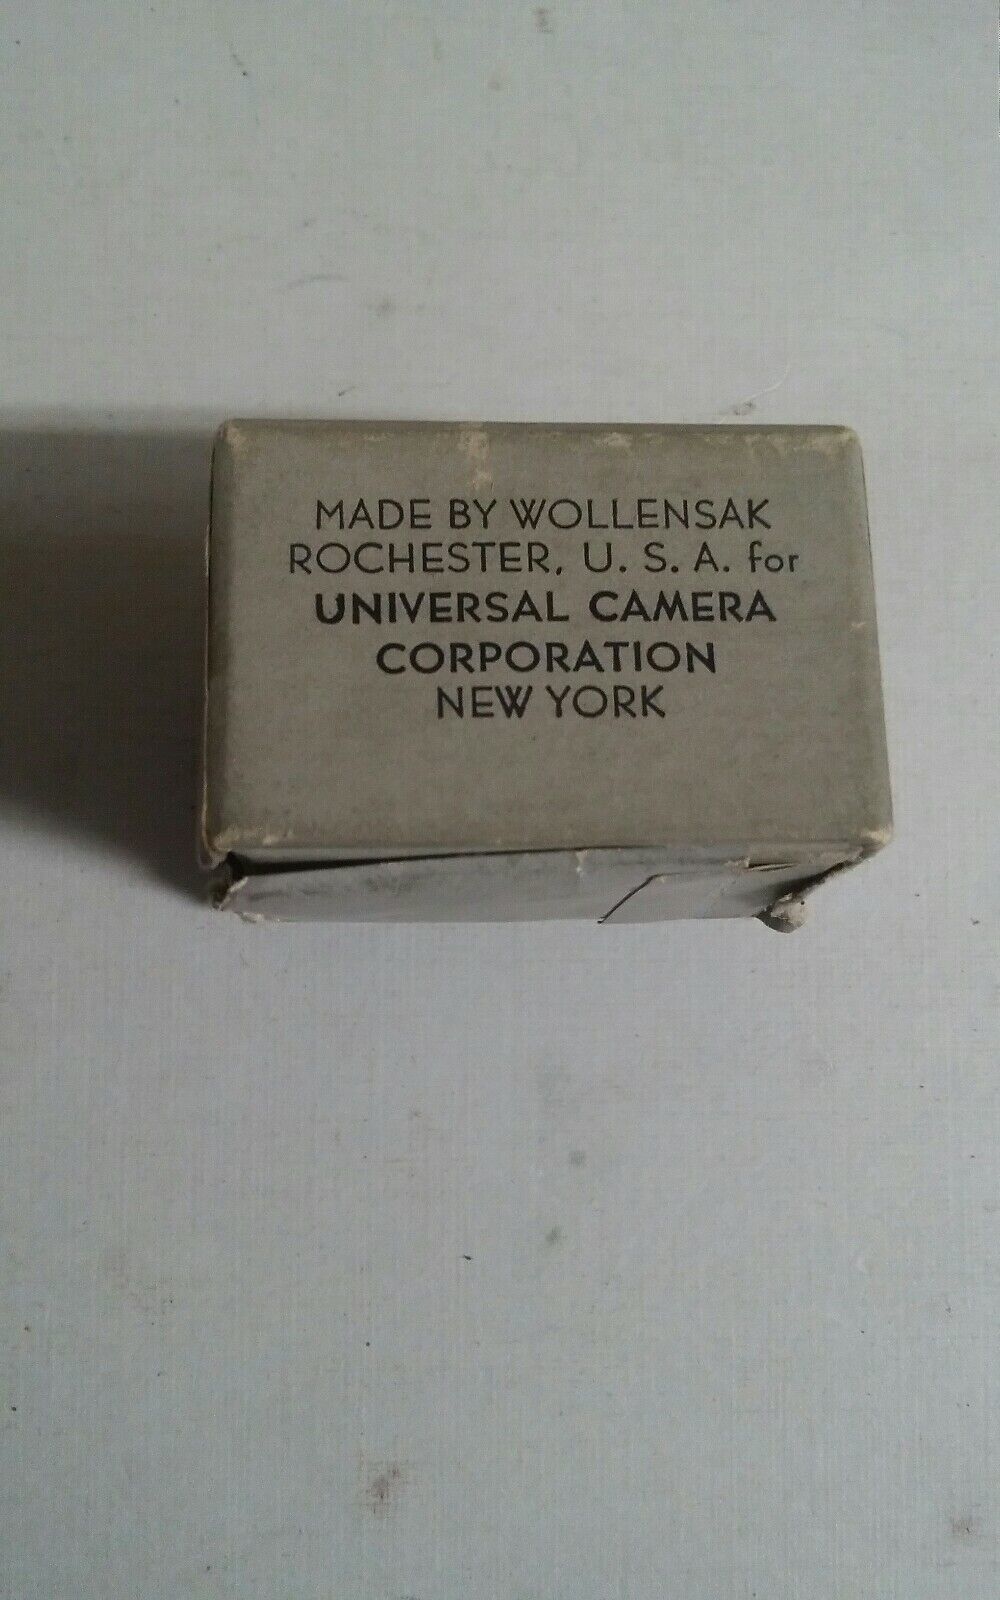 MADE BY WOLLENSAK
ROCHESTER, U. S. A. for
UNIVERSAL CAMERA
CORPORATION
NEW YORK